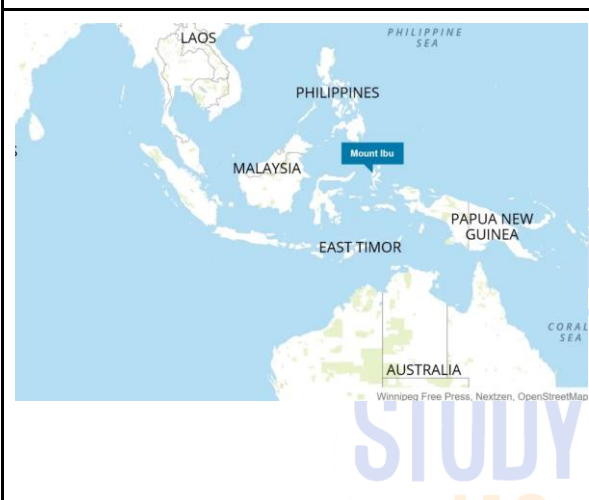 LAOS
PHILIPPINE
SEA
PHILIPPINES
Mount Ibu
MALAYSIA
PAPUA NEW
GUINEA
EAST TIMOR
CORAL
SEA
AUSTRALIA
Winnipeg Free Press, Nextzen, OpenStreetMap
STUDY